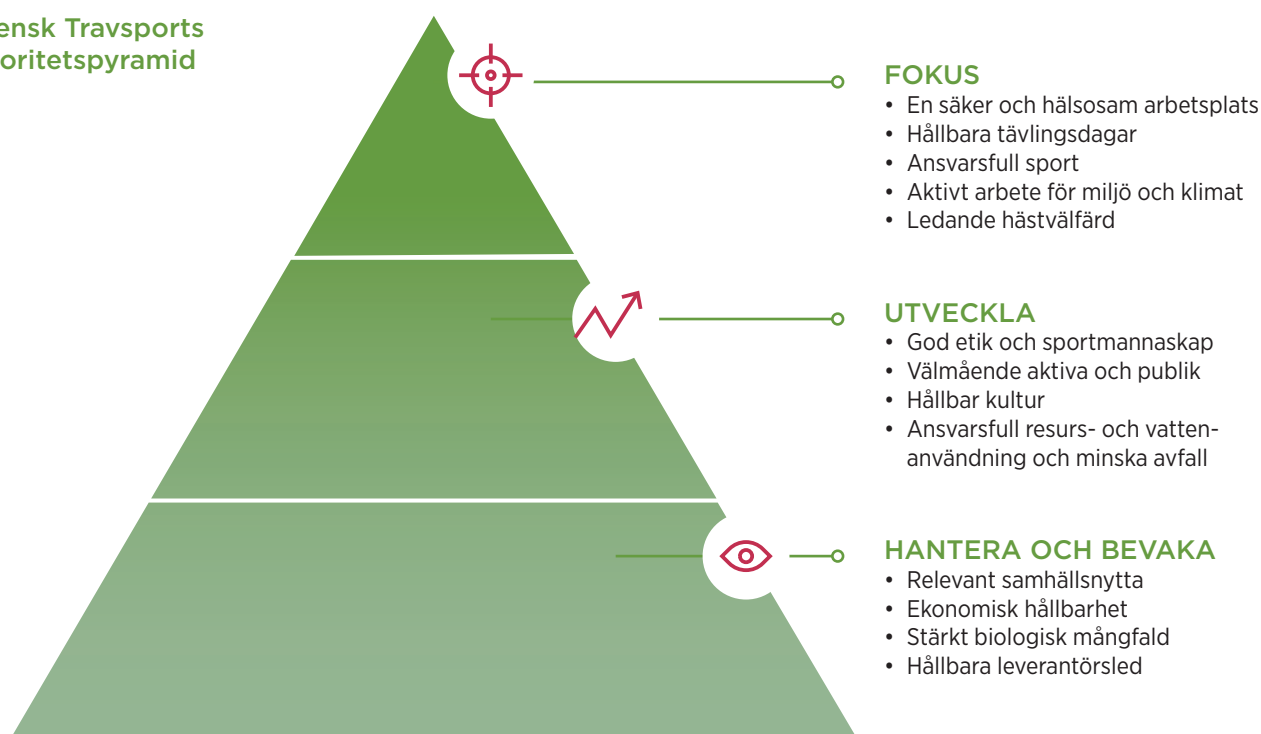 ensk Travsports
oritetspyramid
FOKUS
• En säker och hälsosam arbetsplats
• Hållbara tävlingsdagar
• Ansvarsfull sport
• Aktivt arbete för miljö och klimat
• Ledande hästvälfärd
UTVECKLA
• God etik och sportmannaskap
• Välmående aktiva och publik
• Hållbar kultur
• Ansvarsfull resurs- och vatten-
användning och minska avfall
HANTERA OCH BEVAKA
• Relevant samhällsnytta
• Ekonomisk hållbarhet
• Stärkt biologisk mångfald
• Hållbara leverantörsled